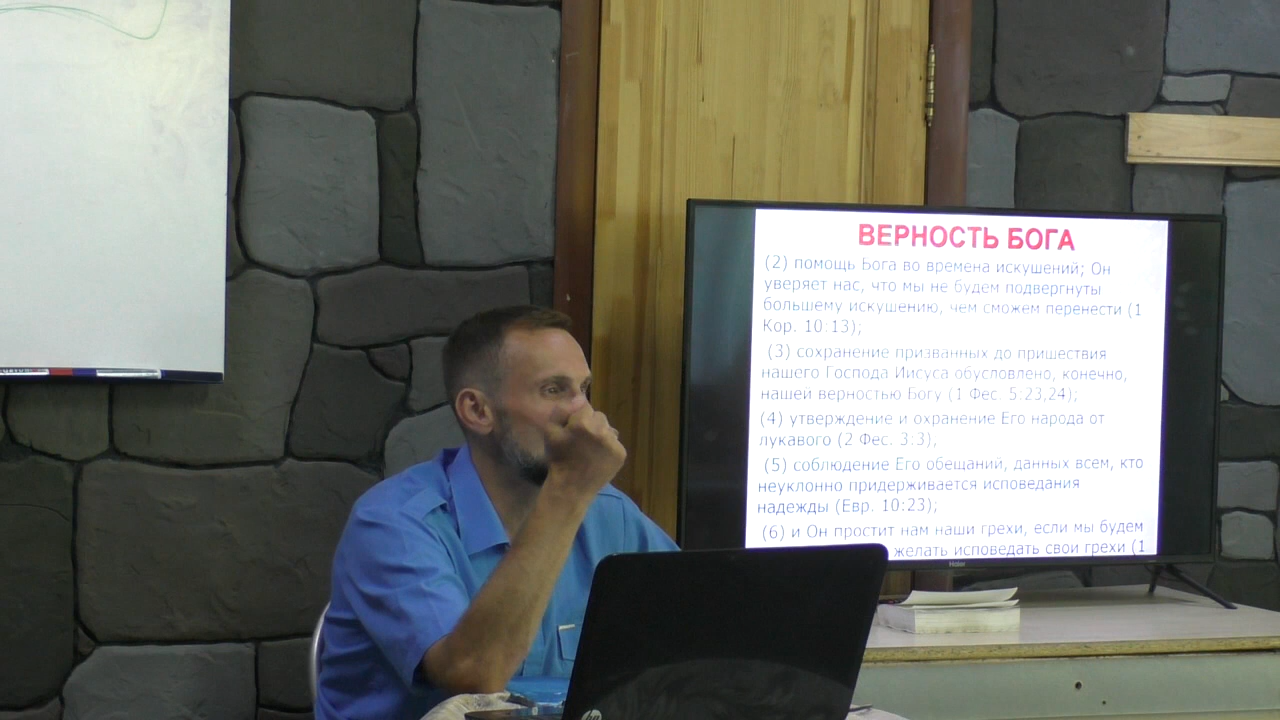 ВЕРНОСТЬ БОГА
(2) помощь Бога во времена искушений; Он
уверяет нас, что мы не будем подвергнуты
большему искушению, чем сможем перенести (1
Кор. 10:13);
(3) сохранение призванных до пришествия
нашего Господа Иисуса обусловлено, конечно,
нашей верностью Богу (1 Фес. 5:23,24);
(4) утверждение и охранение Его народа от
лукавого (2 Фес. 3:3);
(5) соблюдение Его обещаний, данных всем, кто
неуклонно придерживается исповедания
надежды (Евр. 10:23);
(6) и Он простит нам наши грехи, если мы будем
желать исповедать свои грехи (1
Haier
hp